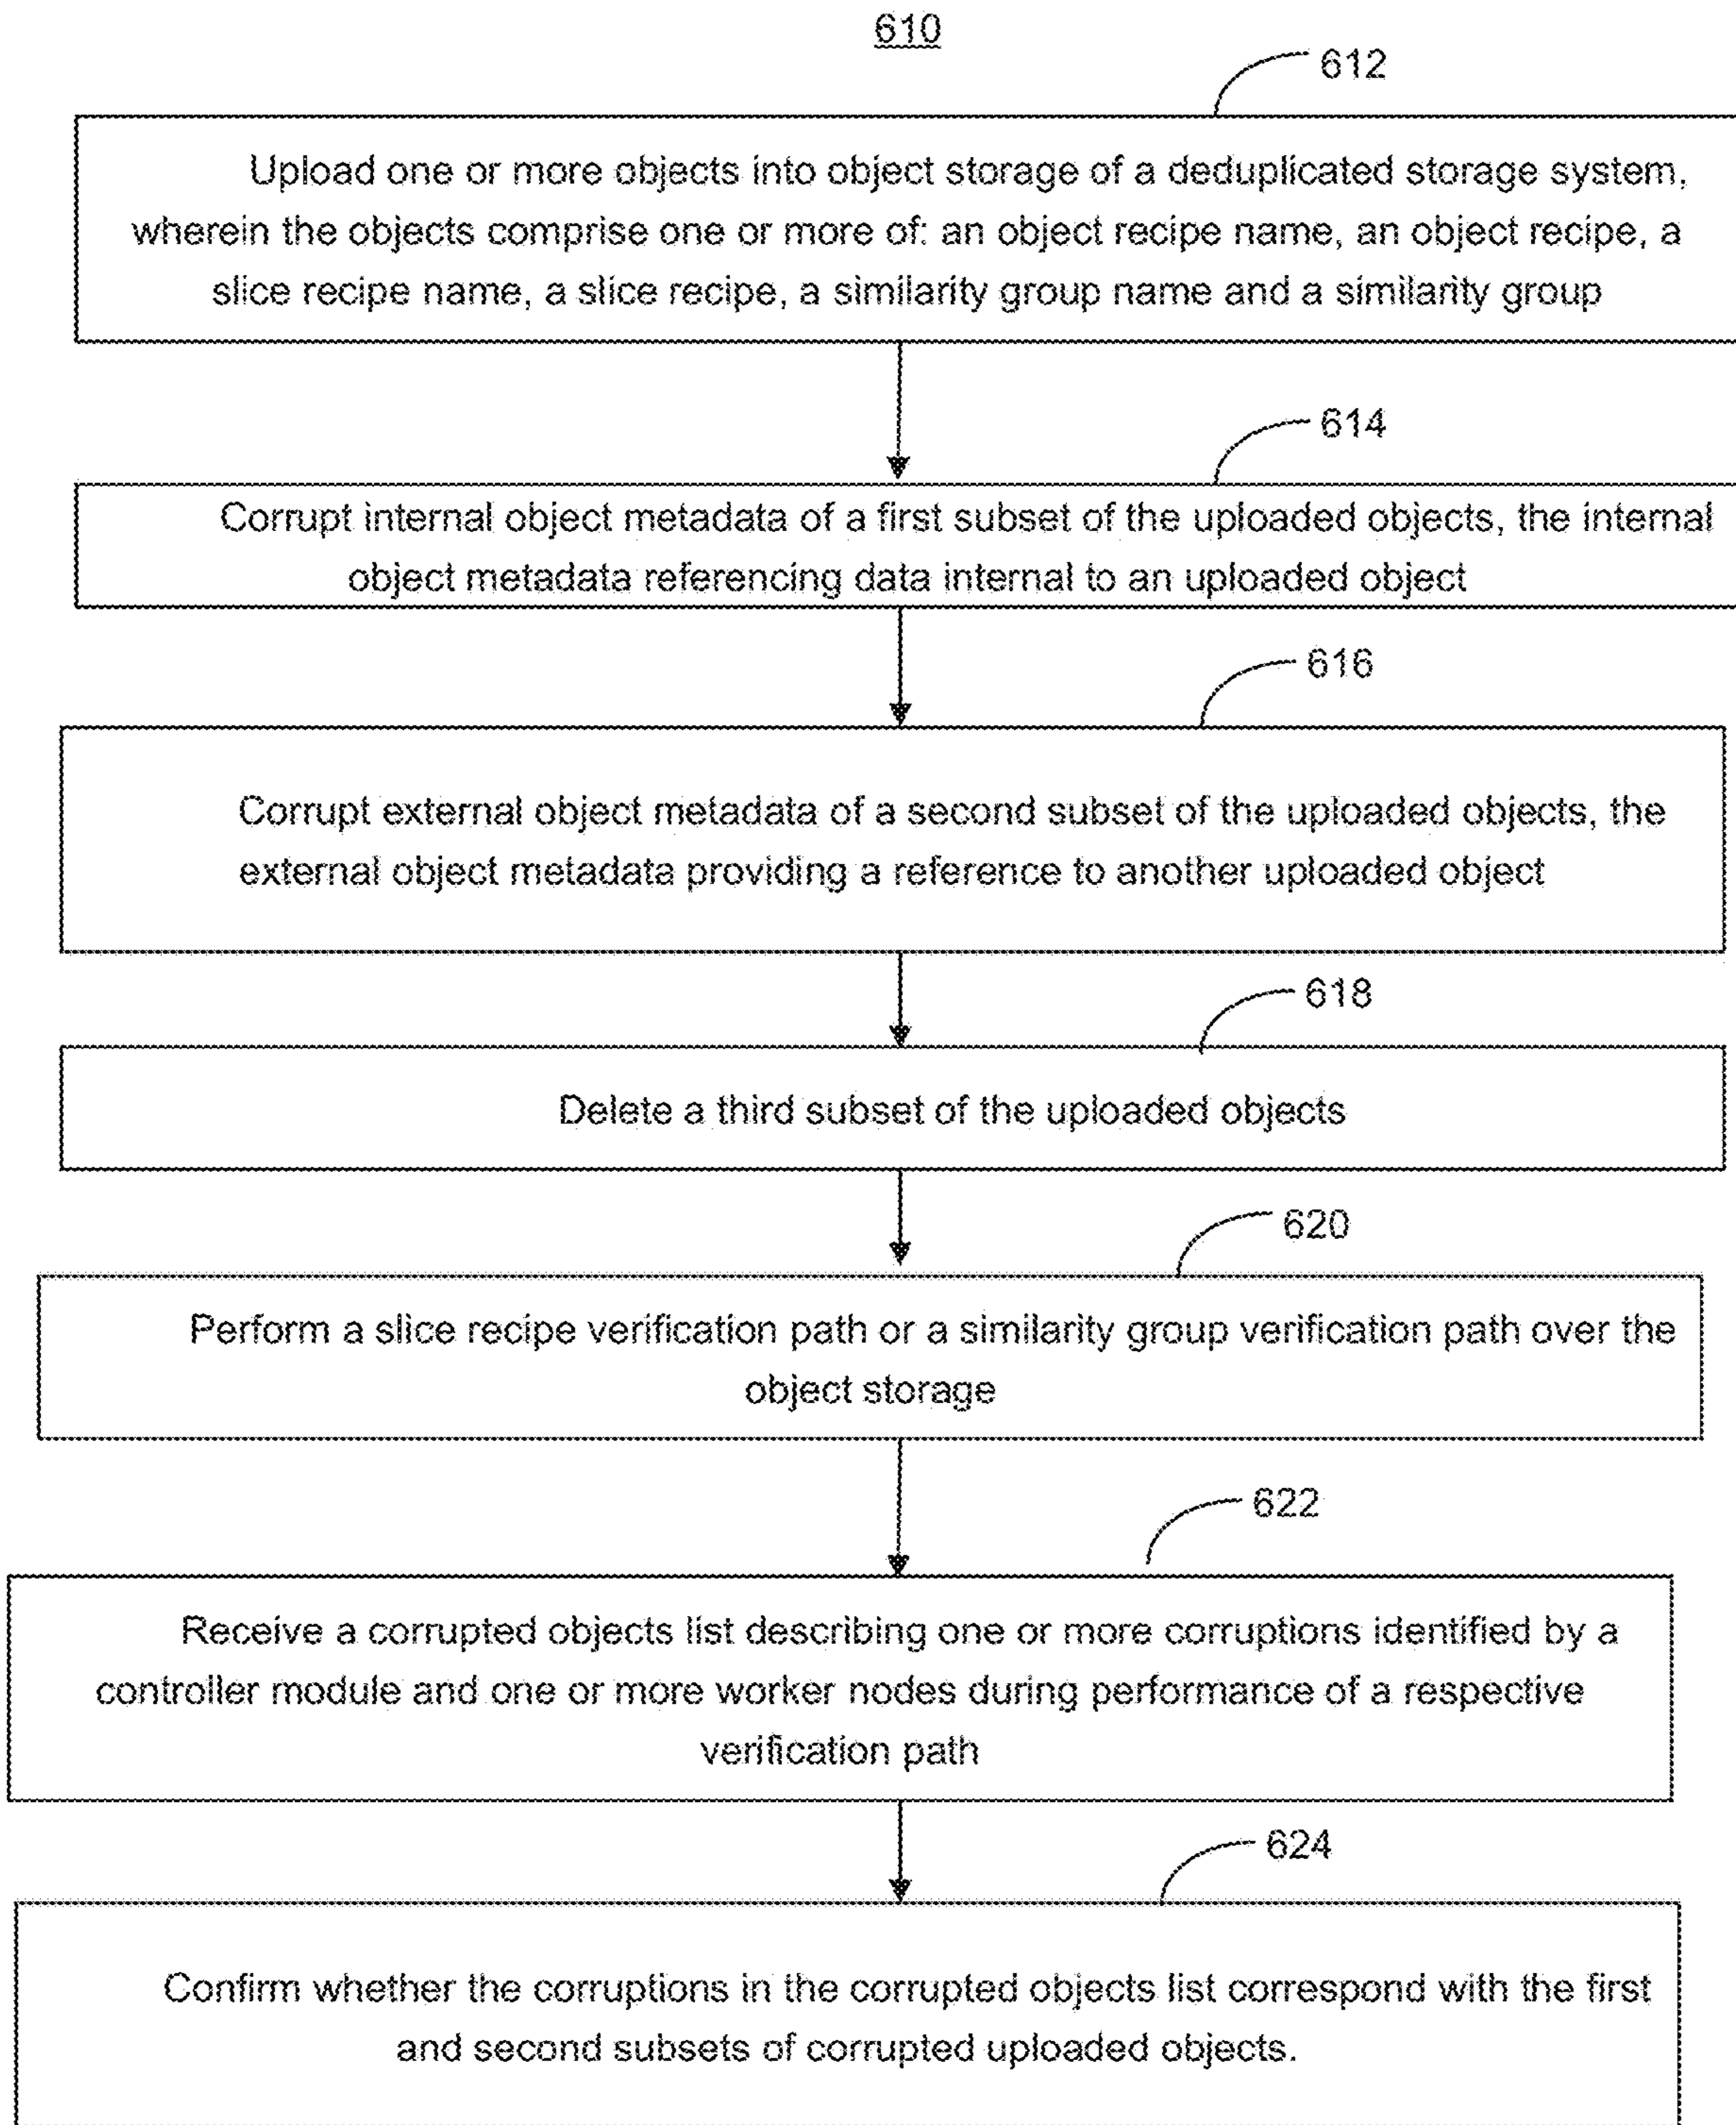 610
612
Upload one or more objects into object storage of a deduplicated storage system,
wherein the objects comprise one or more of: an object recipe name, an object recipe, a
slice recipe name, a slice recipe, a similarity group name and a similarity group
614
Corrupt internal object metadata of a first subset of the uploaded objects, the internal
object metadata referencing data internal to an uploaded object
616
Corrupt external object metadata of a second subset of the uploaded objects, the
external object metadata providing a reference to another uploaded object
618
Delete a third subset of the uploaded objects
620
Perform a slice recipe verification path or a similarity group verification path over the
object storage
622
Receive a corrupted objects list describing one or more corruptions identified by a
controller module and one or more worker nodes during performance of a respective
verification path
624
Confirm whether the corruptions in the corrupted objects list correspond with the first
and second subsets of corrupted uploaded objects.